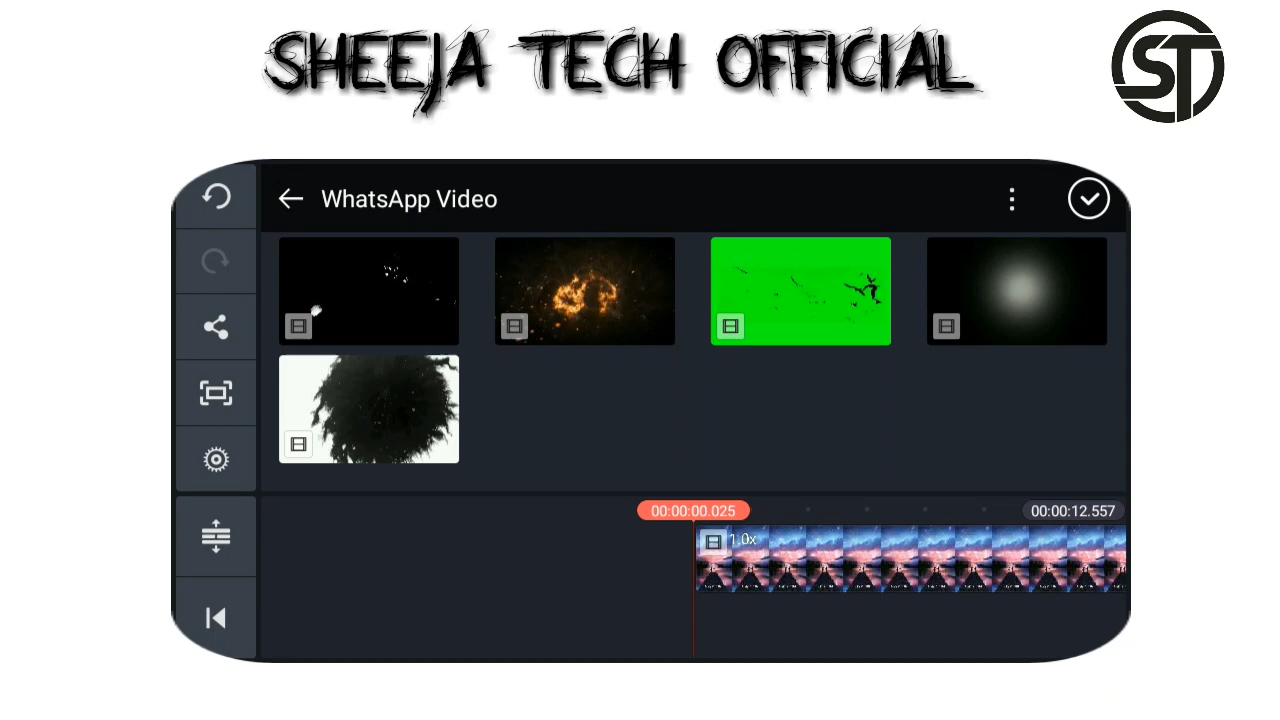 SHEEJA TECH OFFICIAL
ST
WhatsApp Video
00:00:00.025
00:00:12.557
1.0x